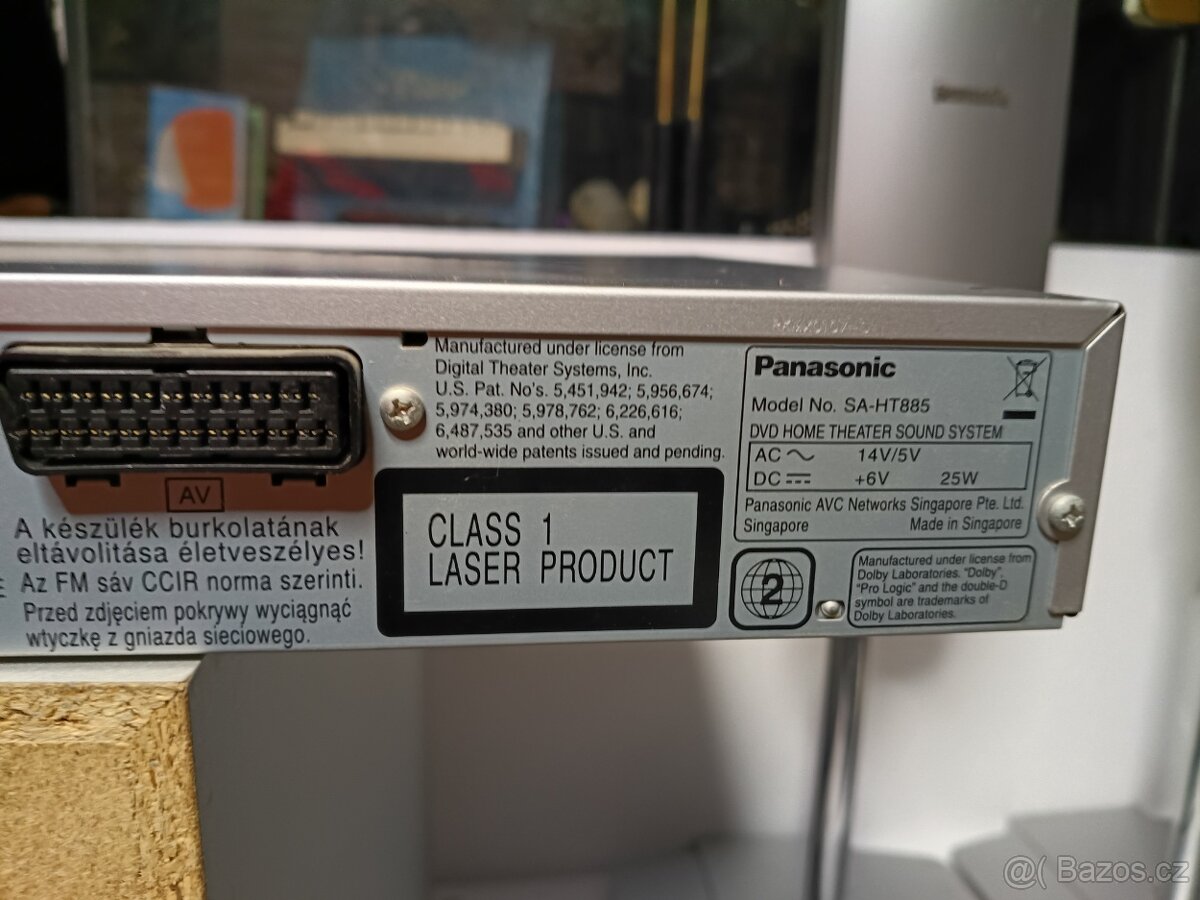 Manufactured under license from
Digital Theater Systems, Inc.
U.S. Pat. No's. 5,451,942; 5,956,674;
5,974,380; 5,978,762; 6,226,616;
6,487,535 and other U.S. and
world-wide patents issued and pending.
AV
A készülék burkolatának
eltávolitása életveszélyes!
Az FM sáv CCIR norma szerinti.
Przed zdjęciem pokrywy wyciągnąć
wtyczkę z gniazda sieciowego.
CLASS 1
LASER PRODUCT
Panasonic
Model No. SA-HT885
DVD HOME THEATER SOUND SYSTEM
AC 14V/5V
DC +6V 25W
Panasonic AVC Networks Singapore Pte. Ltd.
Singapore Made in Singapore
2
Manufactured under license from
Dolby Laboratories. "Dolby",
"Pro Logic" and the double-D
symbol are trademarks of
Dolby Laboratories.
@( Bazos.cz